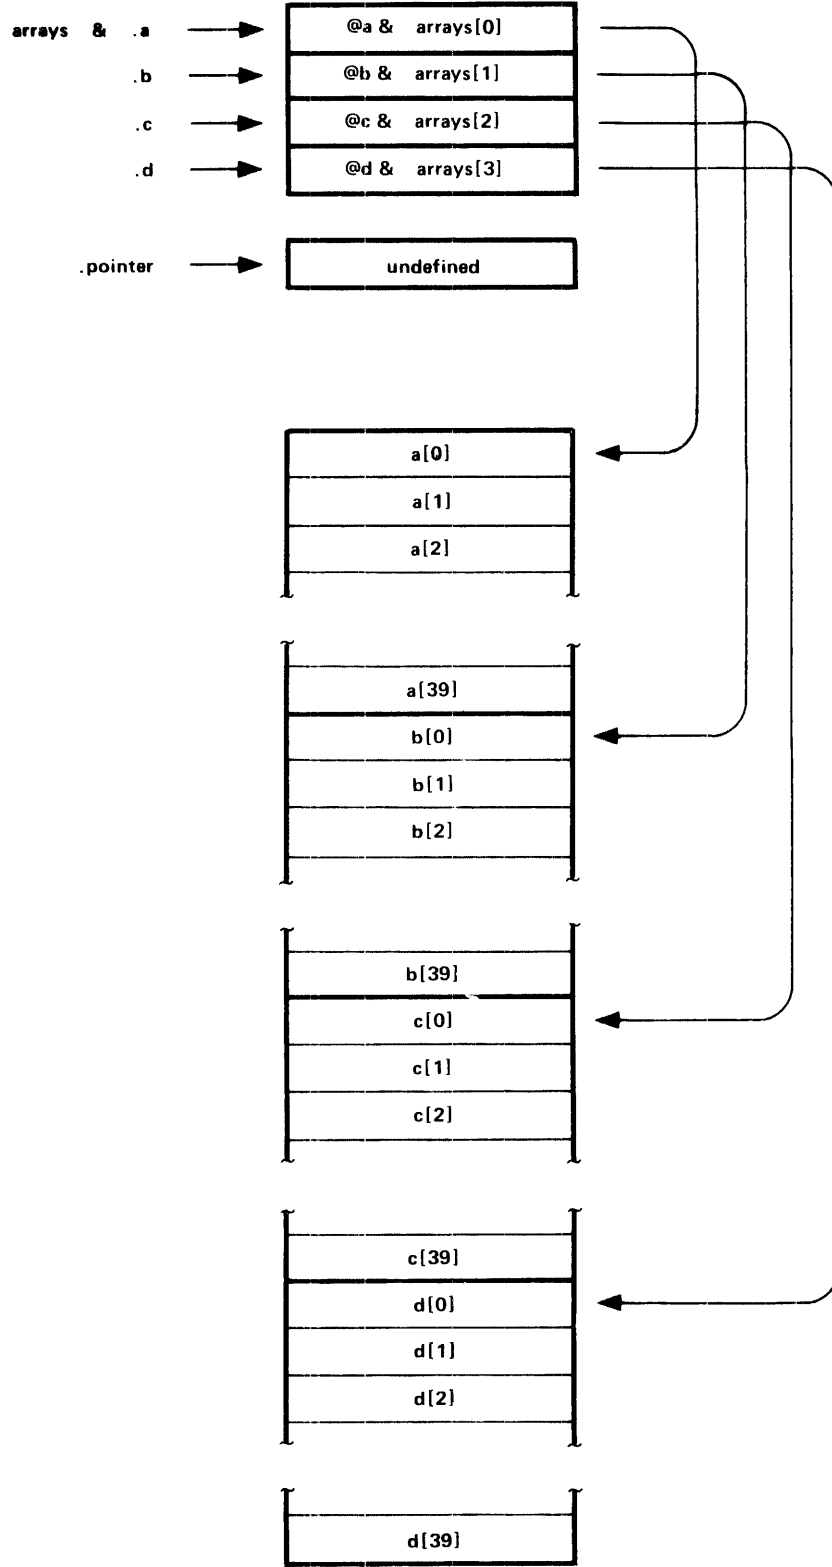 arrays & .a @a & arrays[0]
.b @b & arrays[1]
.c @c & arrays[2]
.d @d & arrays[3]
.pointer undefined
a[0]
a[1]
a[2]
a[39]
b[0]
b[1]
b[2]
b[39]
c[0]
c[1]
c[2]
c[39]
d[0]
d[1]
d[2]
d[39]